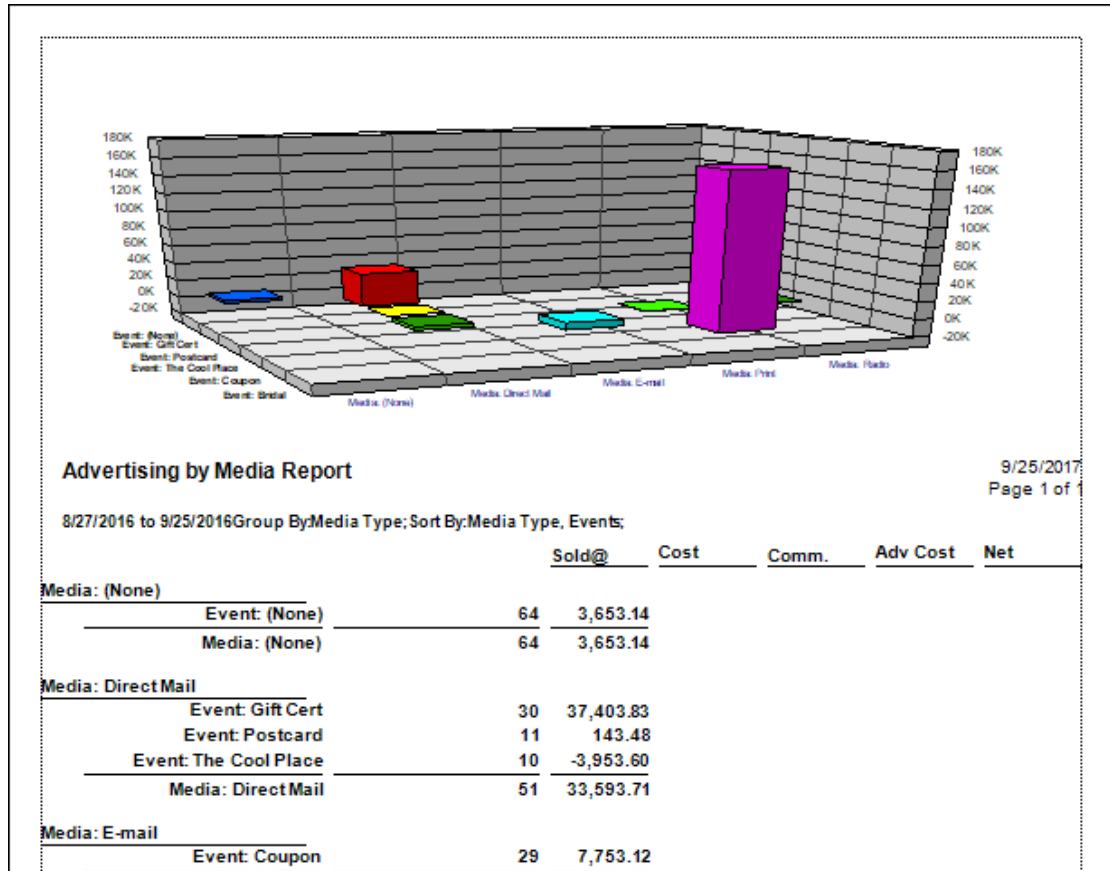 180K
160K
140K
120K
100K
80K
60K
40K
20K
0K
-20K
180K
160K
140K
120K
100K
80K
60K
40K
20K
0K
-20K
Event: (None)
Event: Gift Cert
Event: Postcard
Event: The Cool Place
Event: Coupon
Event: Bridal
Media: (None)
Media: Direct Mail
Media: E-mail
Media: Print
Media: Radio
Advertising by Media Report
9/25/2017
Page 1 of 1
8/27/2016 to 9/25/2016Group By:Media Type; Sort By:Media Type, Events;
Sold@ Cost Comm. Adv Cost Net
Media: (None)
Event: (None) 64 3,653.14
Media: (None) 64 3,653.14
Media: Direct Mail
Event: Gift Cert 30 37,403.83
Event: Postcard 11 143.48
Event: The Cool Place 10 -3,953.60
Media: Direct Mail 51 33,593.71
Media: E-mail
Event: Coupon 29 7,753.12